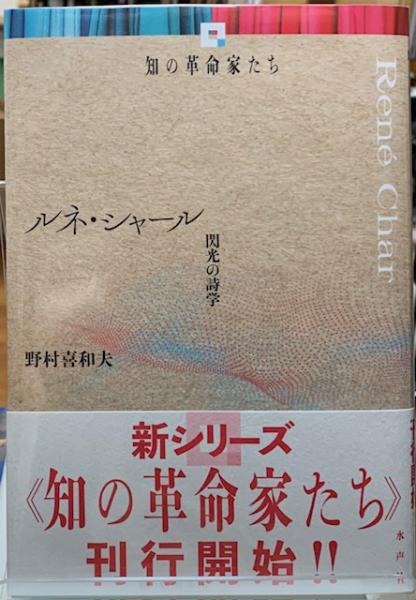 知の革命家たち
René Char
ルネ・シャール
閃光の詩学
野村喜和夫
新シリーズ
《知の革命家たち》
刊行開始!!
水声社